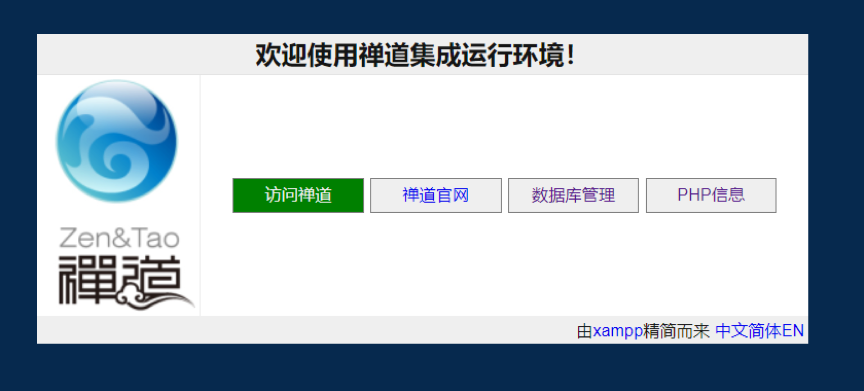 欢迎使用禅道集成运行环境！
Zen&Tao
禪道
访问禅道 禅道官网 数据库管理 PHP信息
由xampp精简而来 中文简体EN